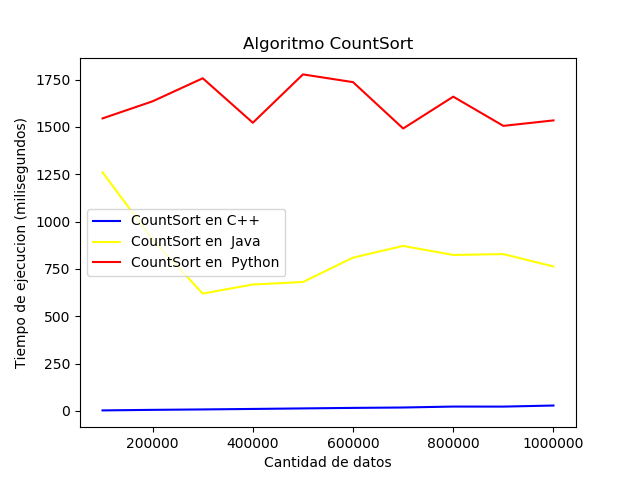 Algoritmo CountSort
Tiempo de ejecucion (milisegundos)
1750
1500
1250
1000
750
500
250
0
CountSort en C++
CountSort en  Java
CountSort en  Python
200000
400000
600000
800000
1000000
Cantidad de datos